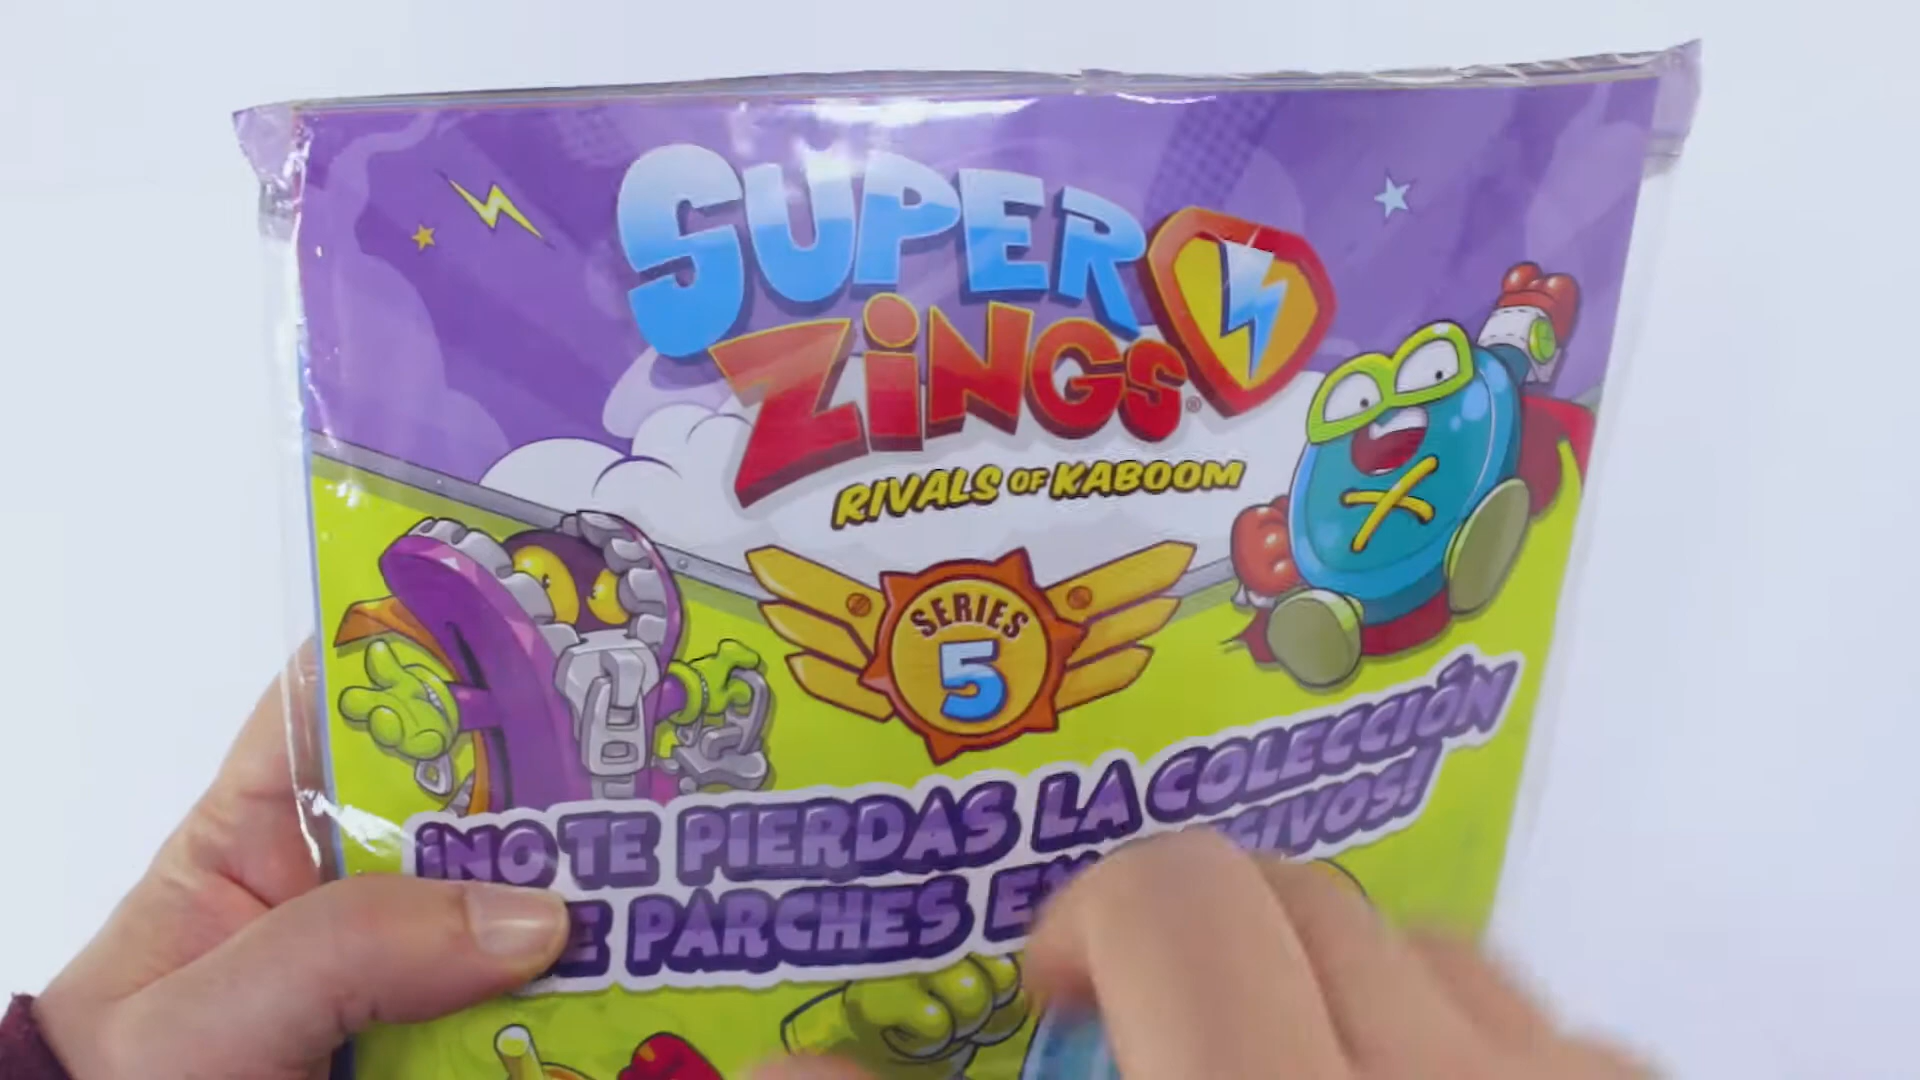 SUPER
ZiNGS®
RIVALS OF KABOOM
SERIES
5
¡NO TE PIERDAS LA COLECCIÓN
PARCHES